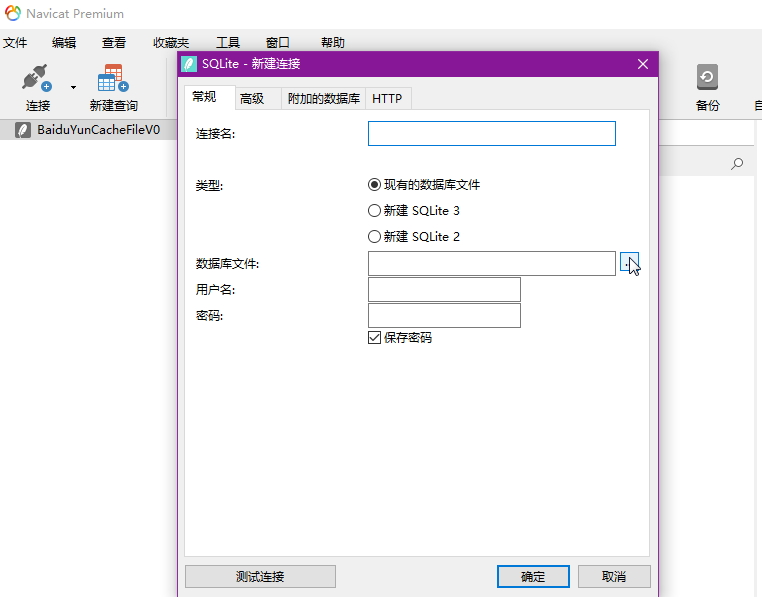 Navicat Premium
文件 编辑 查看 收藏夹 工具 窗口 帮助
连接 新建查询 备份
BaiduYunCacheFileV0
SQLite - 新建连接
常规 高级 附加的数据库 HTTP
连接名:
类型: 现有的数据库文件
新建 SQLite 3
新建 SQLite 2
数据库文件:
用户名:
密码:
保存密码
测试连接 确定 取消